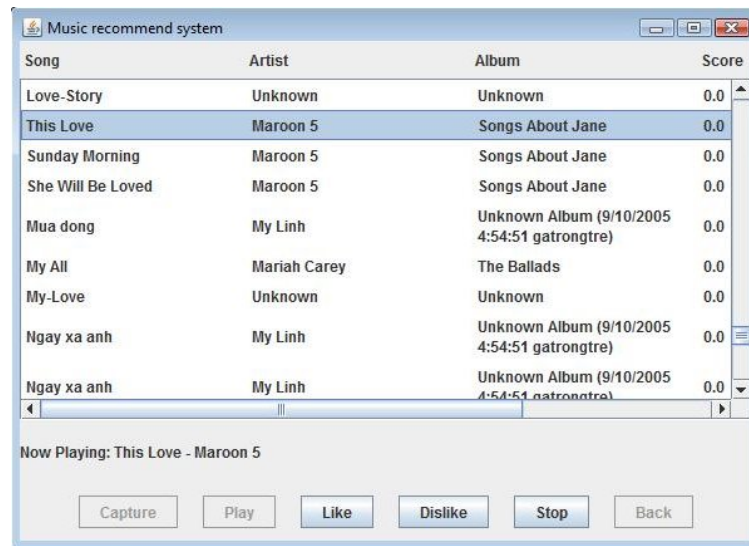 Music recommend system
Song Artist Album Score
Love-Story Unknown Unknown 0.0
This Love Maroon 5 Songs About Jane 0.0
Sunday Morning Maroon 5 Songs About Jane 0.0
She Will Be Loved Maroon 5 Songs About Jane 0.0
Mua dong My Linh Unknown Album (9/10/2005 4:54:51 gatrongtre) 0.0
My All Mariah Carey The Ballads 0.0
My-Love Unknown Unknown 0.0
Ngay xa anh My Linh Unknown Album (9/10/2005 4:54:51 gatrongtre) 0.0
Ngay xa anh My Linh Unknown Album (9/10/2005 4:54:51 gatrongtre) 0.0
Now Playing: This Love - Maroon 5
Capture Play Like Dislike Stop Back